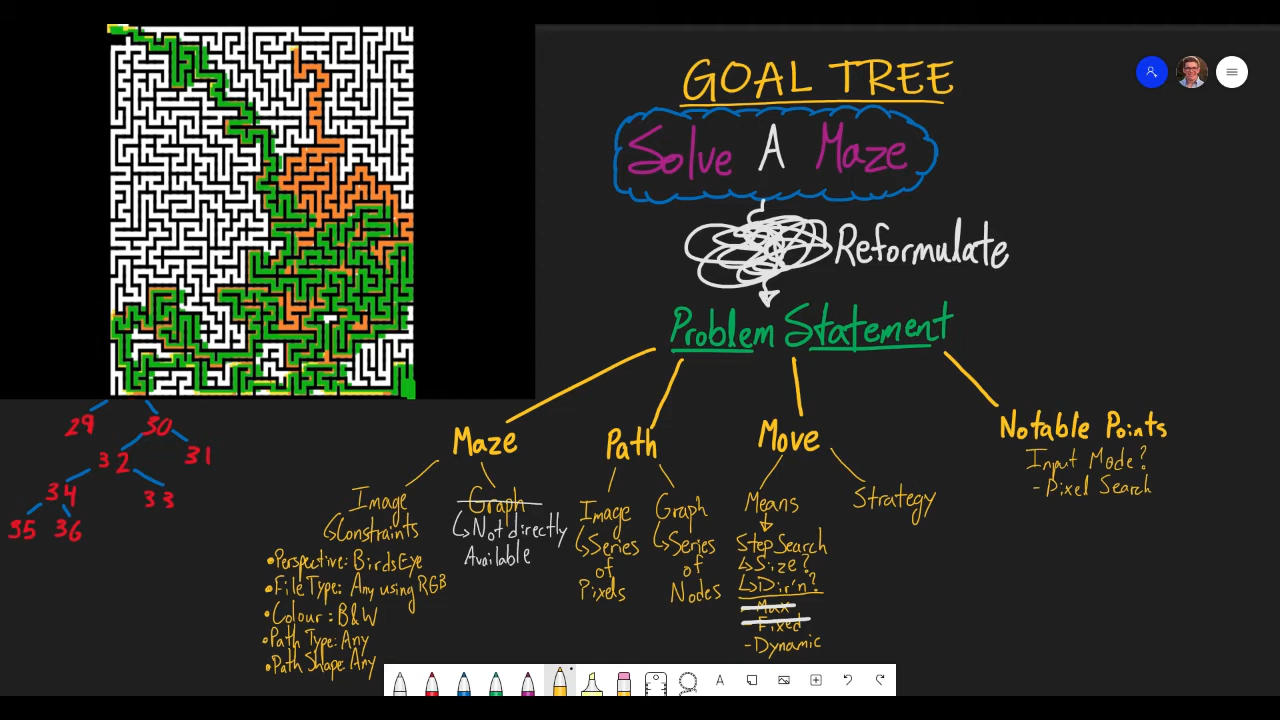 GOAL TREE
Solve A Maze
Reformulate
Problem Statement
29
30
32
31
34
33
35
36
Maze
Image
↳Constraints
•Perspective: BirdsEye
•File Type: Any using RGB
•Colour: B&W
•Path Type: Any
•Path Shape: Any
Graph
↳Not directly
Available
Path
Image
↳Series
of
Pixels
Graph
↳Series
of
Nodes
Move
Means
Step Search
↳Size?
↳Dir'n?
- Max
- Fixed
- Dynamic
Strategy
Notable Points
Input Mode?
- Pixel Search
A